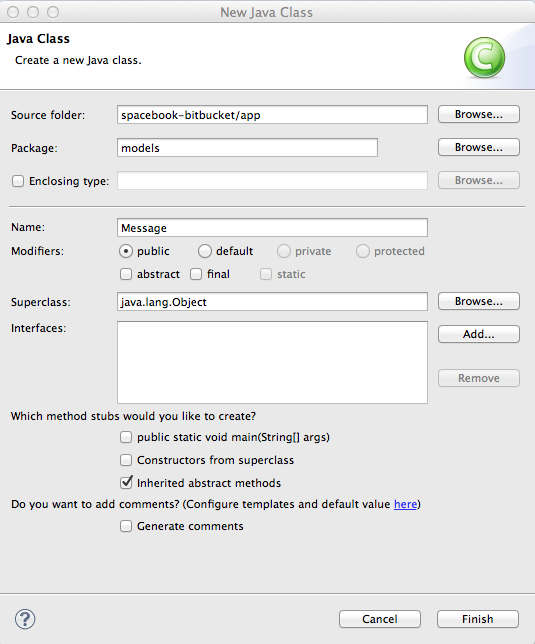 New Java Class
Java Class
Create a new Java class.
C
Source folder: spacebook-bitbucket/app Browse...
Package: models Browse...
Enclosing type: Browse...
Name: Message
Modifiers: public default private protected
abstract final static
Superclass: java.lang.Object Browse...
Interfaces: Add...
Remove
Which method stubs would you like to create?
public static void main(String[] args)
Constructors from superclass
Inherited abstract methods
Do you want to add comments? (Configure templates and default value here)
Generate comments
? Cancel Finish